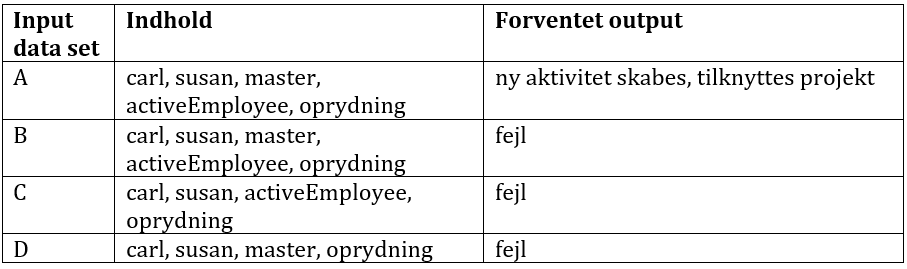 Input data set	Indhold	Forventet output
A	carl, susan, master, activeEmployee, oprydning	ny aktivitet skabes, tilknyttes projekt
B	carl, susan, master, activeEmployee, oprydning	fejl
C	carl, susan, activeEmployee, oprydning	fejl
D	carl, susan, master, oprydning	fejl